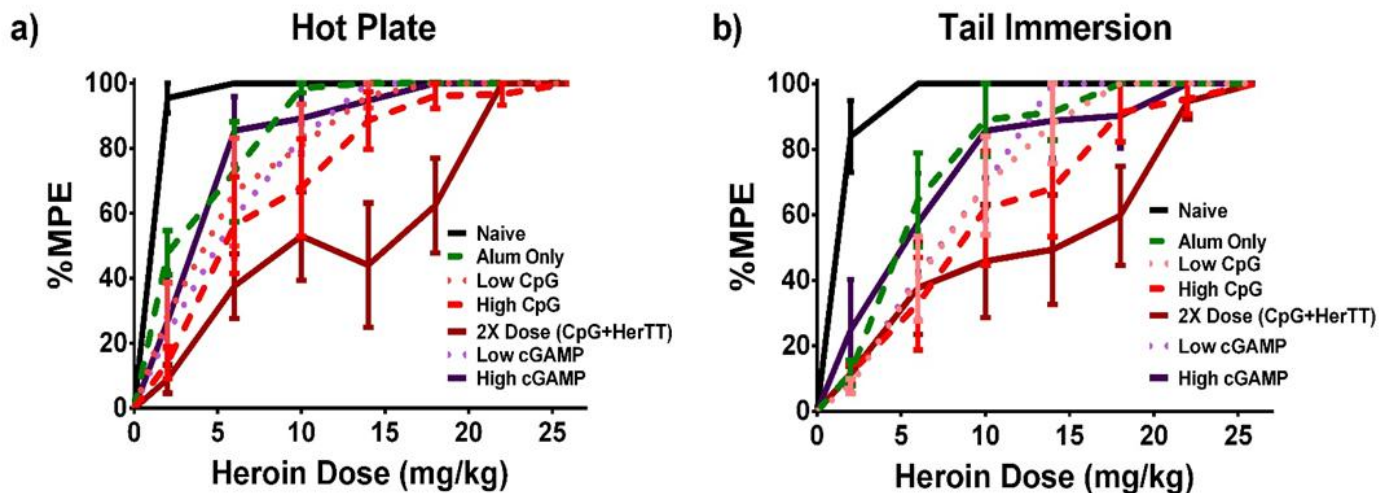 a) Hot Plate
%MPE
100
80
60
40
20
0
0 5 10 15 20 25
Heroin Dose (mg/kg)
Naive
Alum Only
Low CpG
High CpG
2X Dose (CpG+HerTT)
Low cGAMP
High cGAMP
b) Tail Immersion
%MPE
100
80
60
40
20
0
0 5 10 15 20 25
Heroin Dose (mg/kg)
Naive
Alum Only
Low CpG
High CpG
2X Dose (CpG+HerTT)
Low cGAMP
High cGAMP